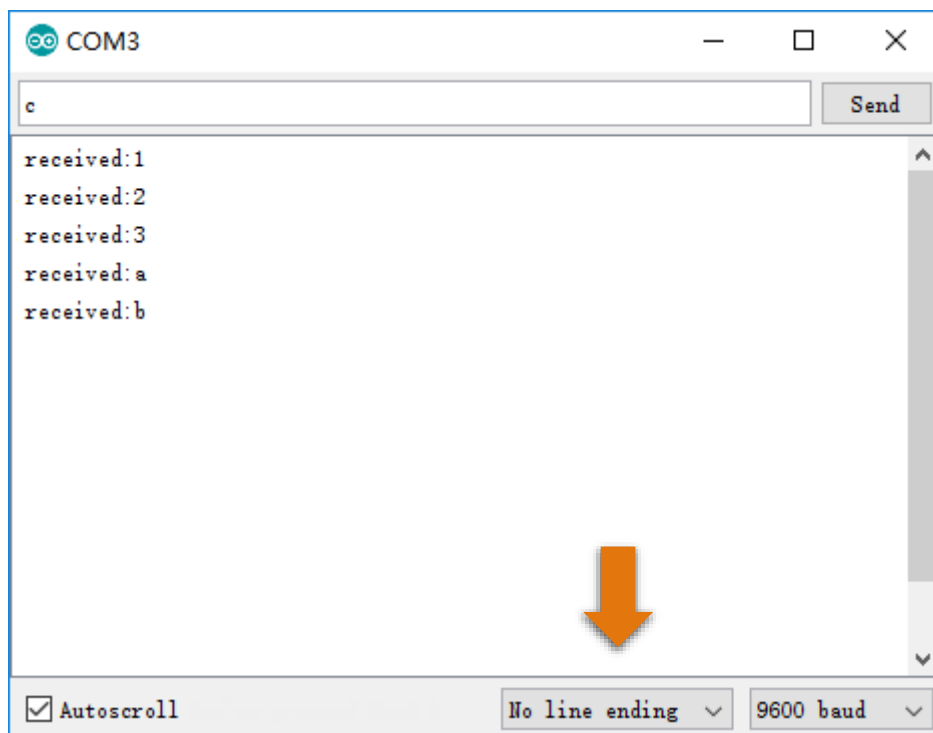 COM3
c
Send
received:1
received:2
received:3
received:a
received:b
Autoscroll
No line ending
9600 baud